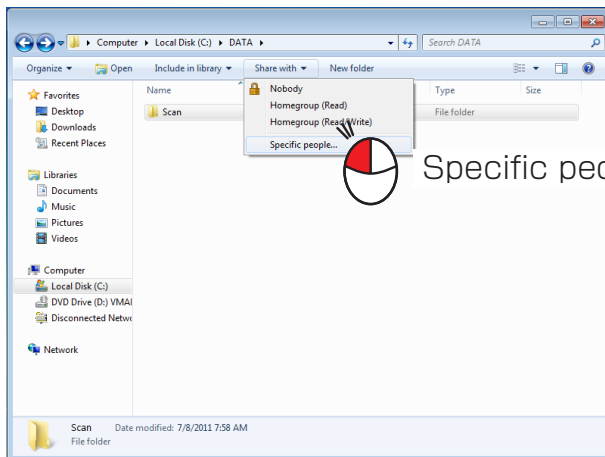 Computer ▸ Local Disk (C:) ▸ DATA ▸
Search DATA
Organize Open Include in library Share with New folder
Name Type Size
Scan File folder
Nobody
Homegroup (Read)
Homegroup (Read/Write)
Specific people...
Specific peo
Favorites
Desktop
Downloads
Recent Places
Libraries
Documents
Music
Pictures
Videos
Computer
Local Disk (C:)
DVD Drive (D:) VMA
Disconnected Netwo
Network
Scan Date modified: 7/8/2011 7:58 AM
File folder